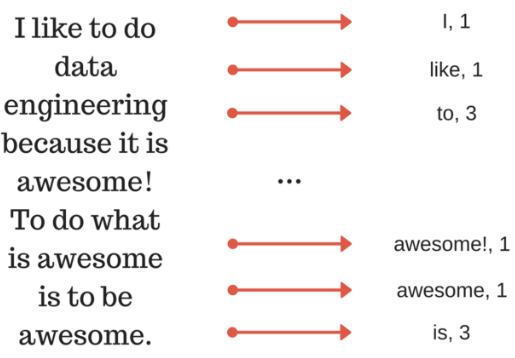 I like to do
data
engineering
because it is
awesome!
To do what
is awesome
is to be
awesome.
I, 1
like, 1
to, 3
...
awesome!, 1
awesome, 1
is, 3